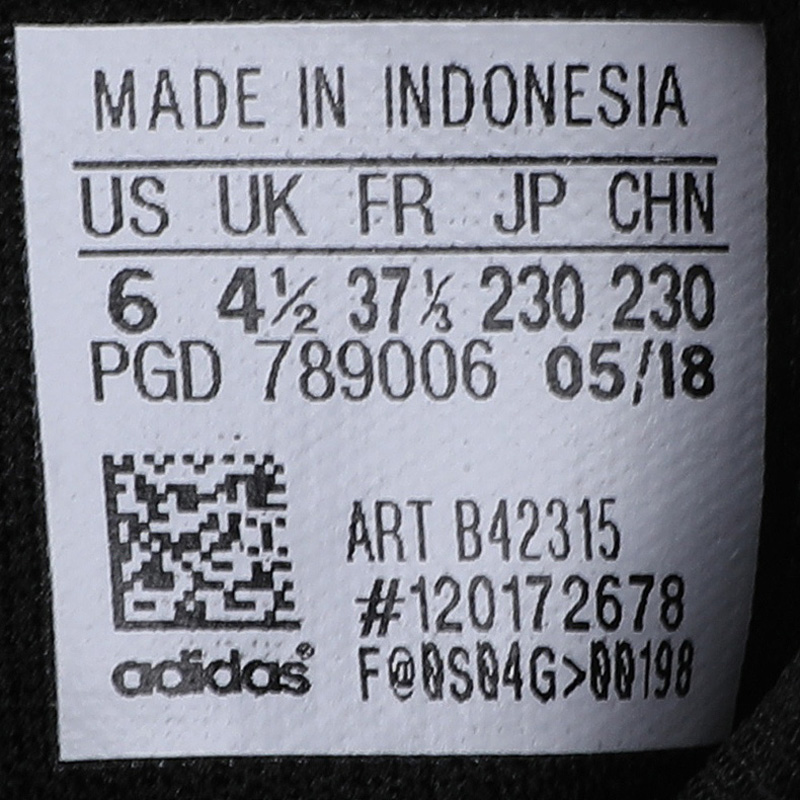 MADE IN INDONESIA
US UK FR JP CHN
6 4½ 37⅓ 230 230
PGD 789006 05/18
ART B42315
#120172678
adidas®
F@0S04G>00198